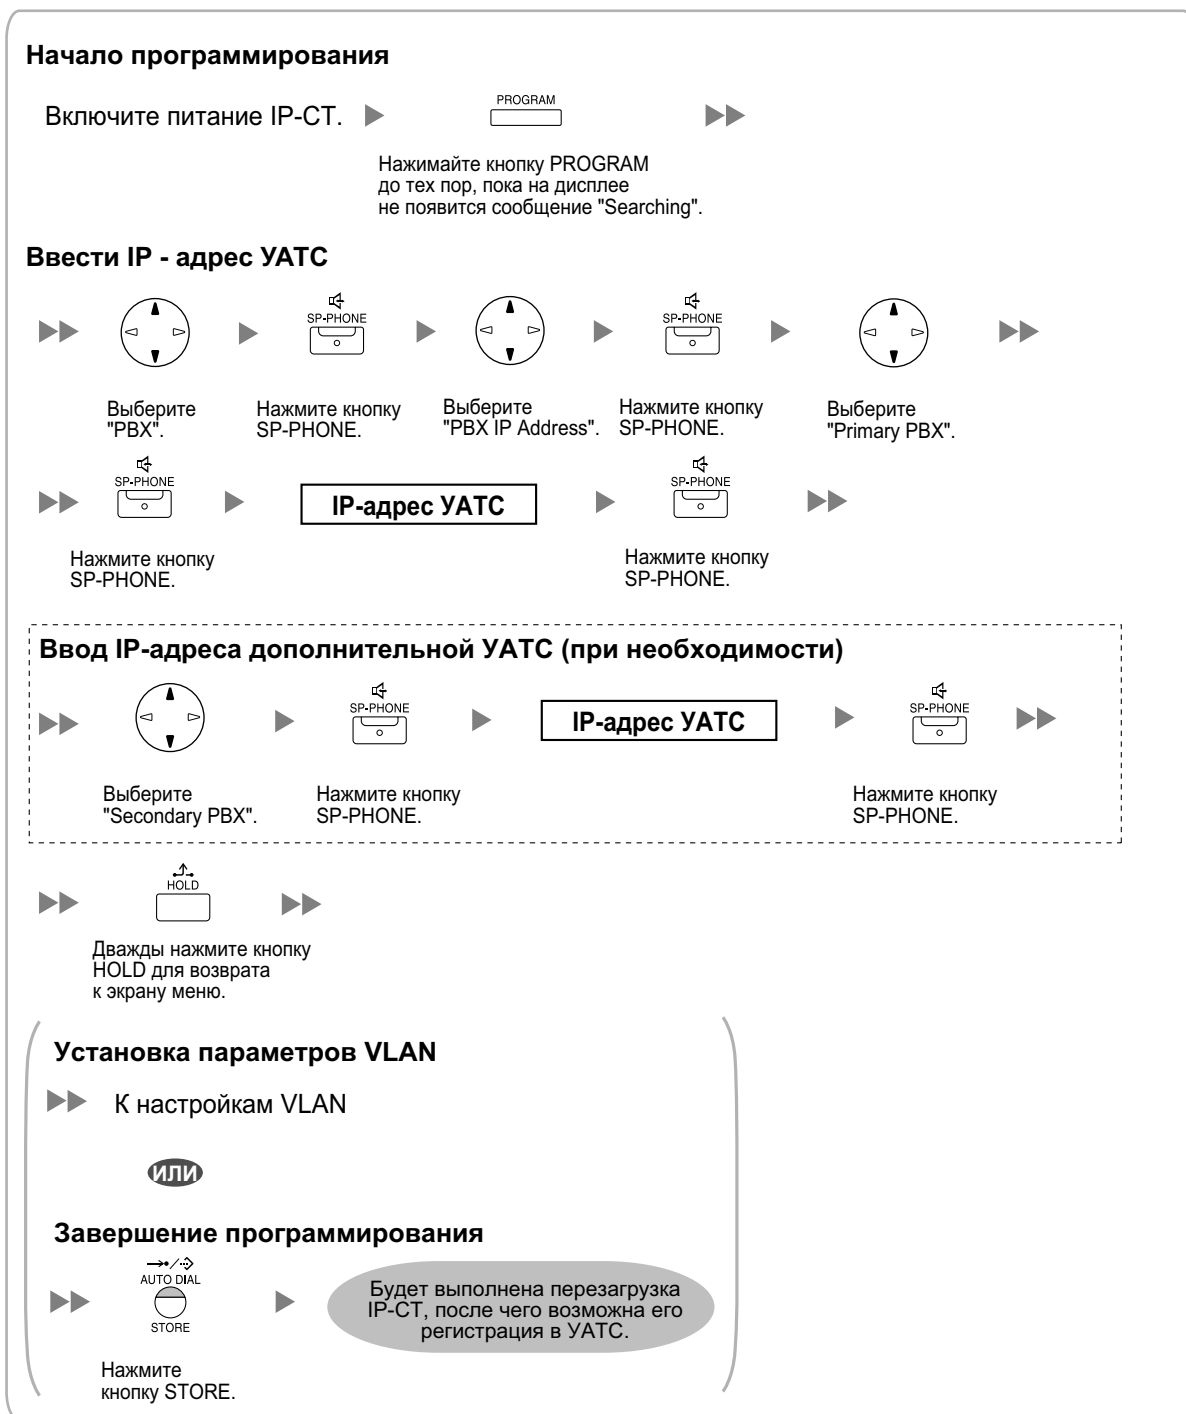 Начало программирования
Включите питание IP-СТ.
PROGRAM
Нажимайте кнопку PROGRAM
до тех пор, пока на дисплее
не появится сообщение "Searching".
Ввести IP - адрес УАТС
SP-PHONE
SP-PHONE
Выберите
"PBX".
Нажмите кнопку
SP-PHONE.
Выберите
"PBX IP Address".
Нажмите кнопку
SP-PHONE.
Выберите
"Primary PBX".
SP-PHONE
IP-адрес УАТС
SP-PHONE
Нажмите кнопку
SP-PHONE.
Нажмите кнопку
SP-PHONE.
Ввод IP-адреса дополнительной УАТС (при необходимости)
SP-PHONE
IP-адрес УАТС
SP-PHONE
Выберите
"Secondary PBX".
Нажмите кнопку
SP-PHONE.
Нажмите кнопку
SP-PHONE.
HOLD
Дважды нажмите кнопку
HOLD для возврата
к экрану меню.
Установка параметров VLAN
К настройкам VLAN
ИЛИ
Завершение программирования
AUTO DIAL
STORE
Будет выполнена перезагрузка
IP-СТ, после чего возможна его
регистрация в УАТС.
Нажмите
кнопку STORE.